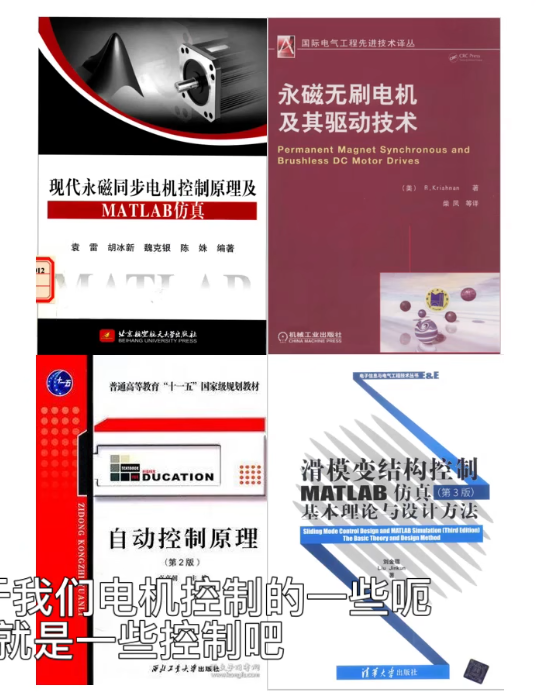 现代永磁同步电机控制原理及
MATLAB仿真
袁 雷 胡冰新 魏克银 陈 姝 编著
MATLAB
北京航空航天大学出版社
BEIHANG UNIVERSITY PRESS
国际电气工程先进技术译丛
CRC Press
永磁无刷电机
及其驱动技术
Permanent Magnet Synchronous and
Brushless DC Motor Drives
(美) R. Krishnan 著
柴 凤 等译
机械工业出版社
CHINA MACHINE PRESS
普通高等教育“十一五”国家级规划教材
EDUCATION
自动控制原理
(第2版)
ZIDONG KONGZHI YUANLI
西北工业大学出版社
电子信息与电气工程技术丛书 E&E
滑模变结构控制
MATLAB 仿真(第3版)
基本理论与设计方法
Sliding Mode Control Design and MATLAB Simulation (Third Edition)
The Basic Theory and Design Method
刘金琨
Liu Jinkun
著
清华大学出版社
于我们电机控制的一些呃
就是一些控制吧